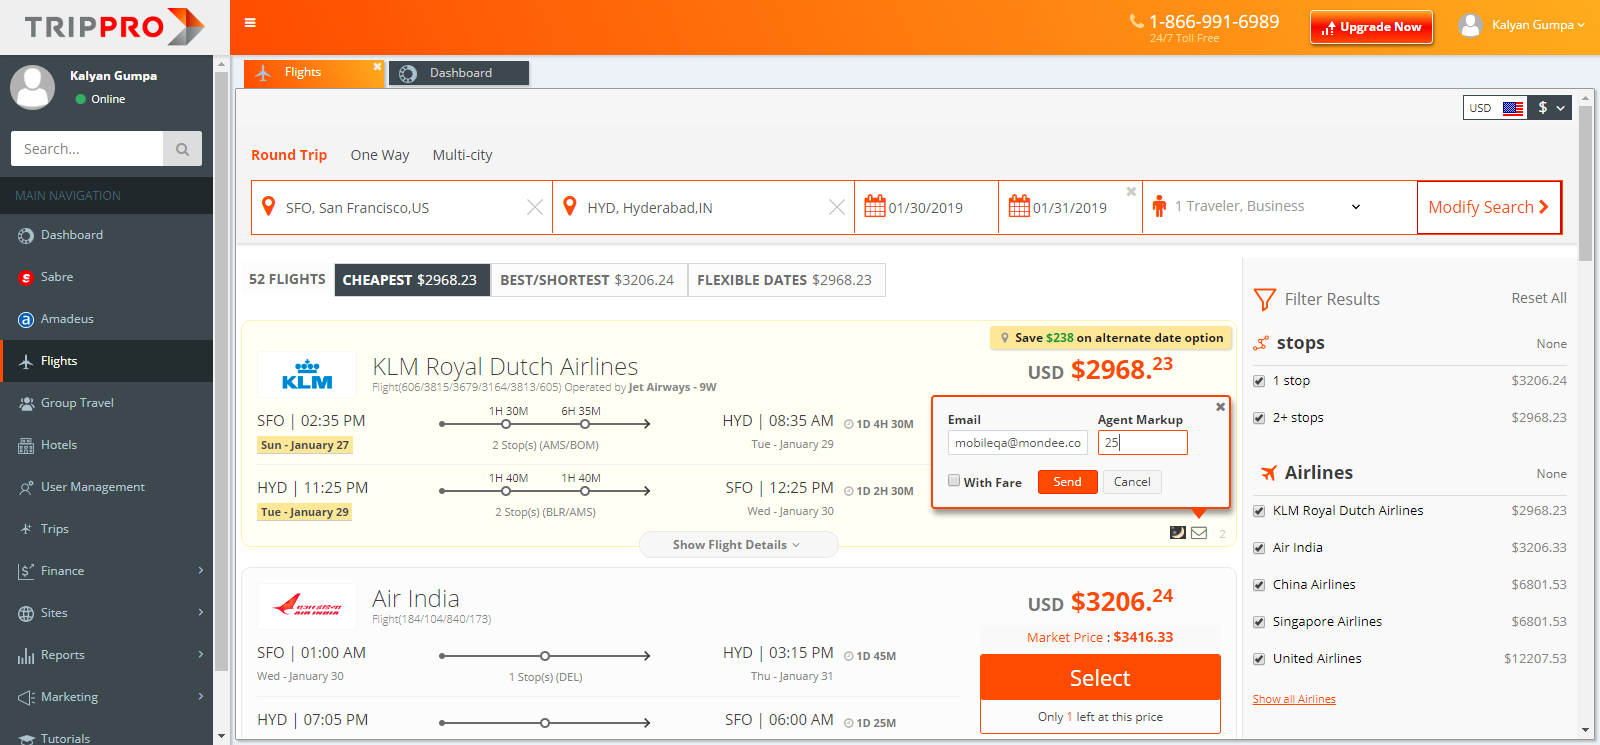 TRIPPRO
1-866-991-6989
24/7 Toll Free
Upgrade Now
Kalyan Gumpa
Kalyan Gumpa
Online
Search...
MAIN NAVIGATION
Dashboard
Sabre
Amadeus
Flights
Group Travel
Hotels
User Management
Trips
Finance
Sites
Reports
Marketing
Tutorials
Flights
Dashboard
USD $
Round Trip One Way Multi-city
SFO, San Francisco,US
HYD, Hyderabad,IN
01/30/2019
01/31/2019
1 Traveler, Business
Modify Search
52 FLIGHTS
CHEAPEST $2968.23
BEST/SHORTEST $3206.24
FLEXIBLE DATES $2968.23
Save $238 on alternate date option
KLM
KLM Royal Dutch Airlines
Flight(606/3815/3679/3164/3813/605) Operated by Jet Airways - 9W
USD $2968.23
SFO | 02:35 PM
Sun - January 27
1H 30M 6H 35M
2 Stop(s) (AMS/BOM)
HYD | 08:35 AM
Tue - January 29
1D 4H 30M
HYD | 11:25 PM
Tue - January 29
1H 40M 1H 40M
2 Stop(s) (BLR/AMS)
SFO | 12:25 PM
Wed - January 30
1D 2H 30M
Email
mobileqa@mondee.co
Agent Markup
25
With Fare
Send
Cancel
2
Show Flight Details
AIR INDIA
Air India
Flight(184/104/840/173)
USD $3206.24
Market Price : $3416.33
Select
Only 1 left at this price
SFO | 01:00 AM
Wed - January 30
1 Stop(s) (DEL)
HYD | 03:15 PM
Thu - January 31
1D 45M
HYD | 07:05 PM
SFO | 06:00 AM
1D 25M
Filter Results
Reset All
stops
None
1 stop $3206.24
2+ stops $2968.23
Airlines
None
KLM Royal Dutch Airlines $2968.23
Air India $3206.33
China Airlines $6801.53
Singapore Airlines $6801.53
United Airlines $12207.53
Show all Airlines